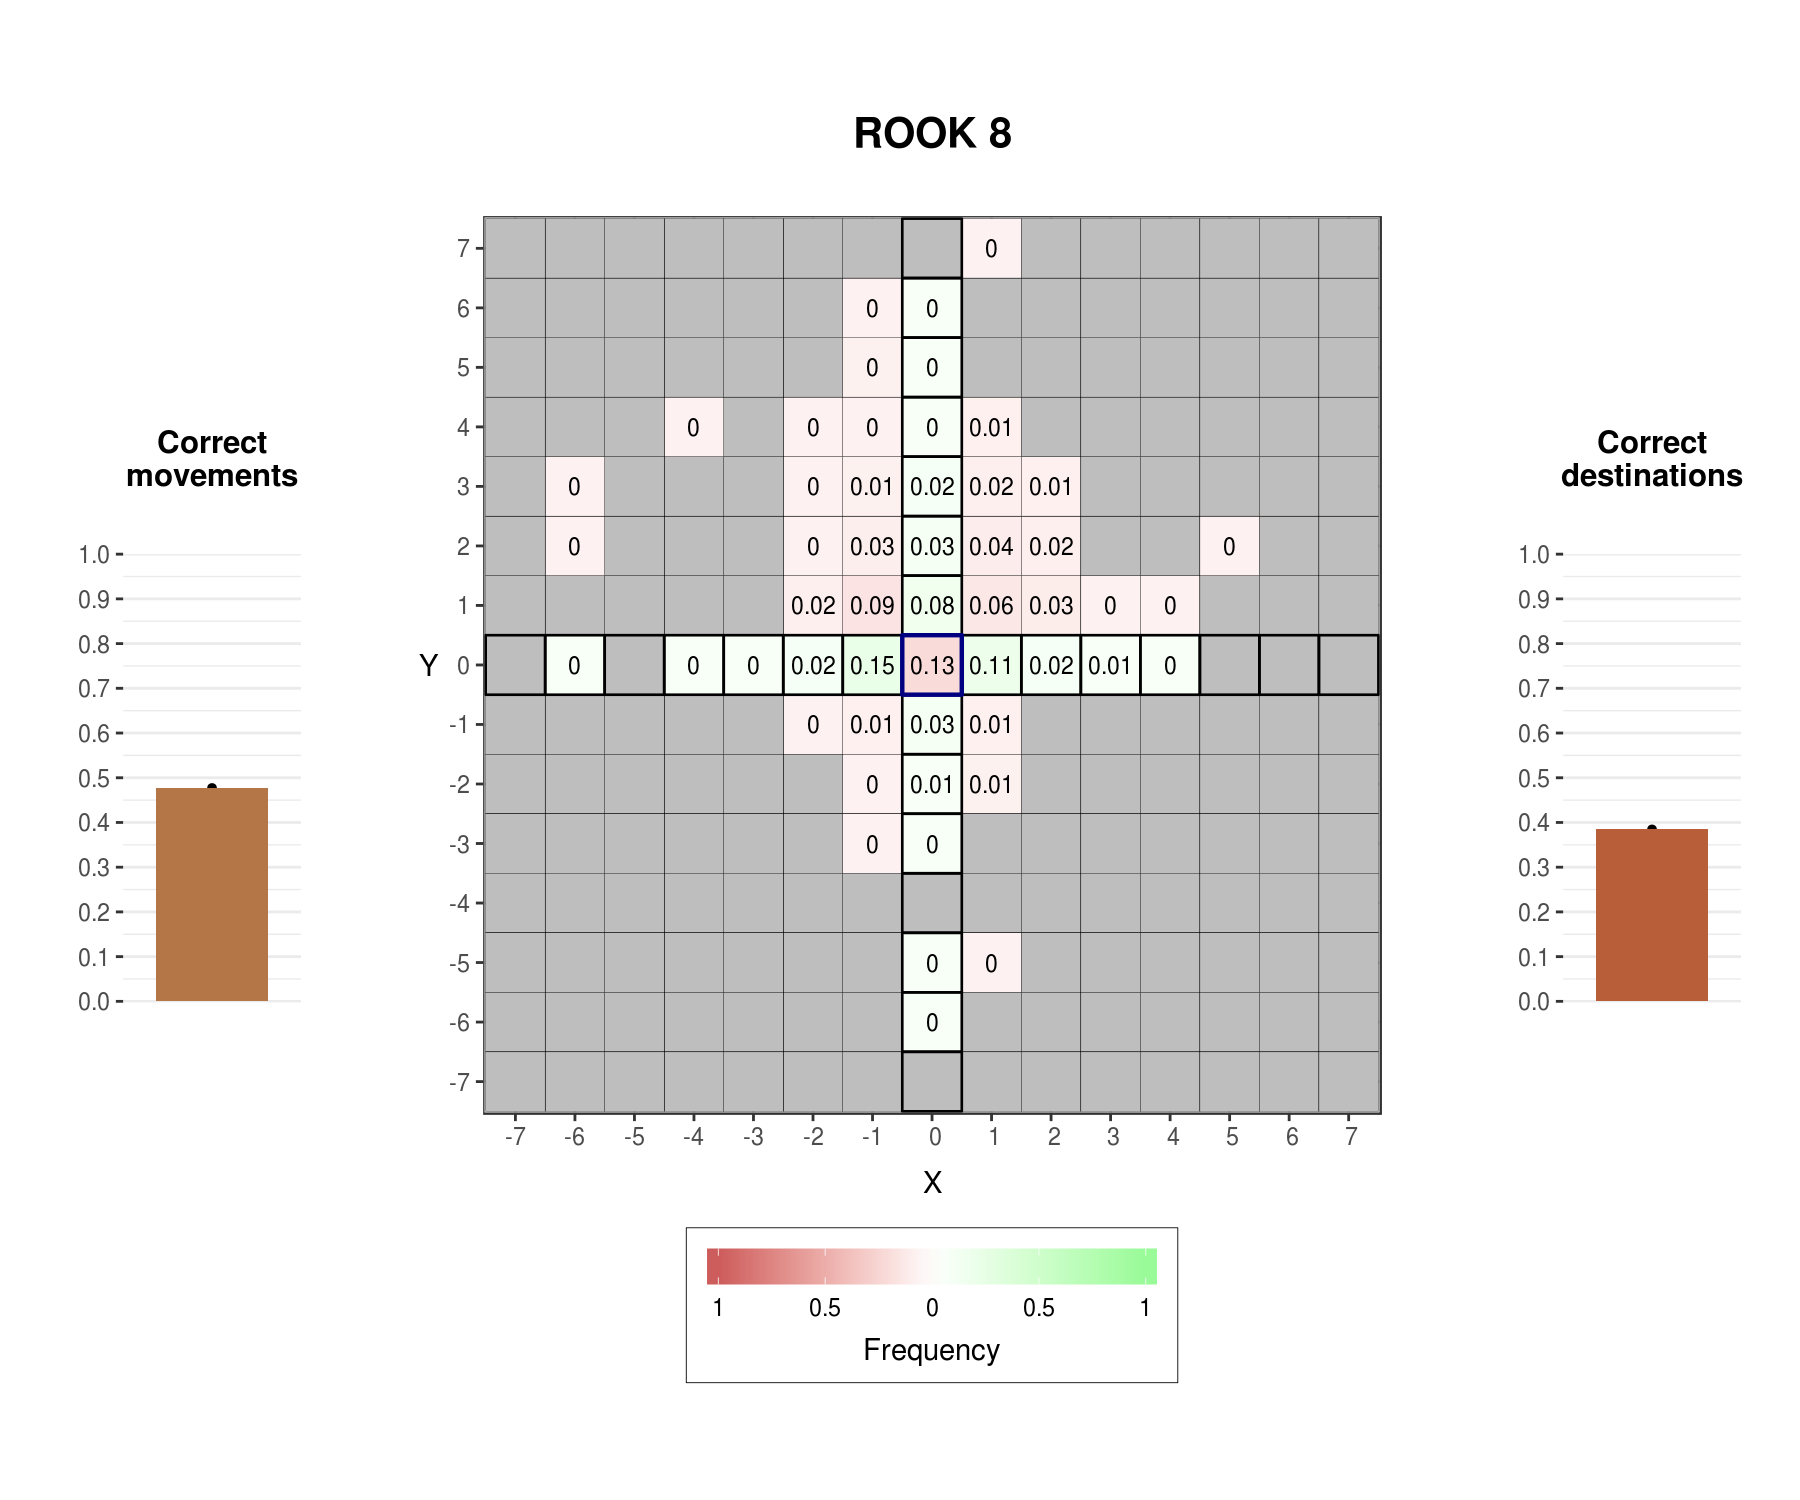 ROOK 8
Correct
movements
1.0
0.9
0.8
0.7
0.6
0.5
0.4
0.3
0.2
0.1
0.0
Y
7 0
6 0 0
5 0 0
4 0 0 0 0 0.01
3 0 0 0.01 0.02 0.02 0.01
2 0 0 0.03 0.03 0.04 0.02 0
1 0.02 0.09 0.08 0.06 0.03 0 0
0 0 0 0 0.02 0.15 0.13 0.11 0.02 0.01 0
-1 0 0.01 0.03 0.01
-2 0 0.01 0.01
-3 0 0
-4
-5 0 0
-6 0
-7
-7 -6 -5 -4 -3 -2 -1 0 1 2 3 4 5 6 7
X
1 0.5 0 0.5 1
Frequency
Correct
destinations
1.0
0.9
0.8
0.7
0.6
0.5
0.4
0.3
0.2
0.1
0.0